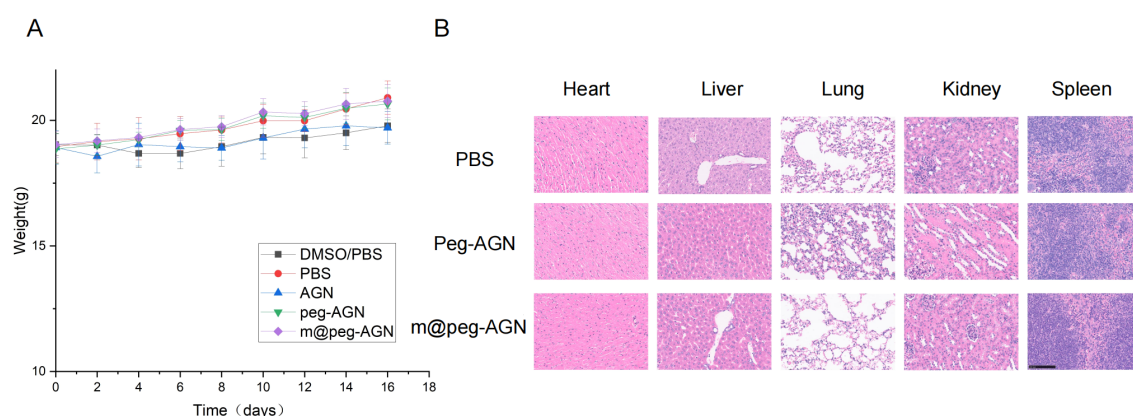 A
20
15
10
Weight(g)
0 2 4 6 8 10 12 14 16 18
Time（days）
DMSO/PBS
PBS
AGN
peg-AGN
m@peg-AGN
B
Heart Liver Lung Kidney Spleen
PBS
Peg-AGN
m@peg-AGN